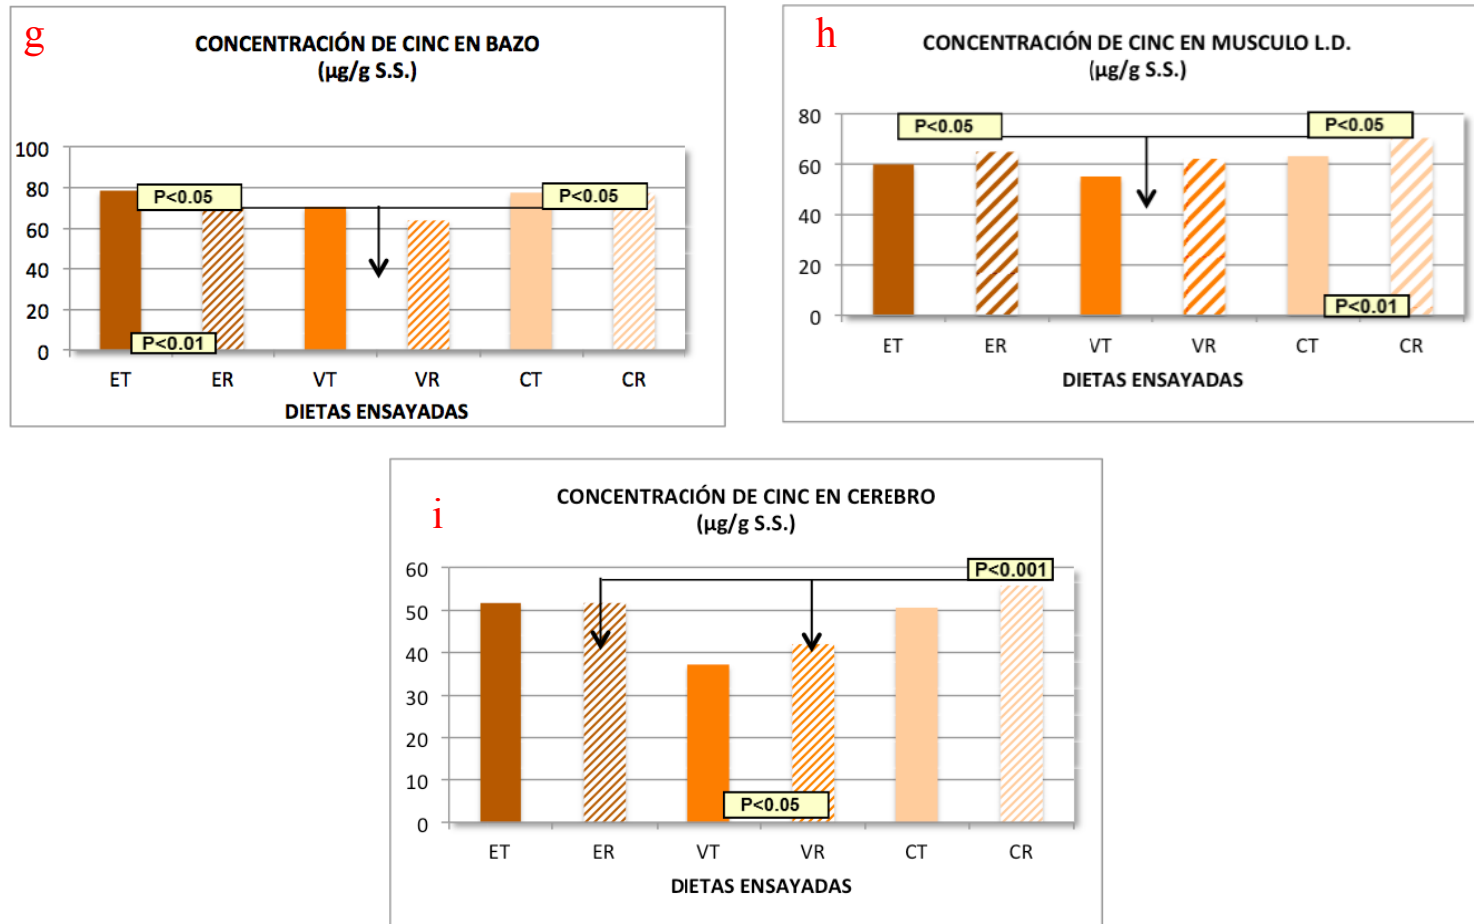 g
CONCENTRACIÓN DE CINC EN BAZO
(µg/g S.S.)
100
80
60
40
20
0
P<0.05
P<0.05
P<0.01
ET ER VT VR CT CR
DIETAS ENSAYADAS
h
CONCENTRACIÓN DE CINC EN MUSCULO L.D.
(µg/g S.S.)
80
60
40
20
0
P<0.05
P<0.05
P<0.01
ET ER VT VR CT CR
DIETAS ENSAYADAS
i
CONCENTRACIÓN DE CINC EN CEREBRO
(µg/g S.S.)
60
50
40
30
20
10
0
P<0.001
P<0.05
ET ER VT VR CT CR
DIETAS ENSAYADAS